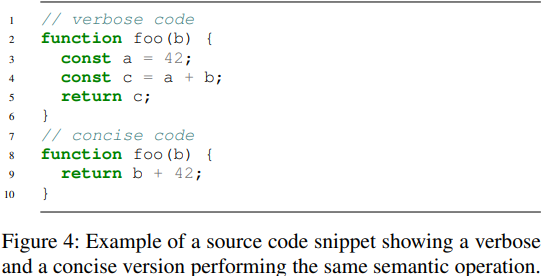 1 // verbose code
2 function foo(b) {
3 const a = 42;
4 const c = a + b;
5 return c;
6 }
7 // concise code
8 function foo(b) {
9 return b + 42;
10 }
Figure 4: Example of a source code snippet showing a verbose
and a concise version performing the same semantic operation.